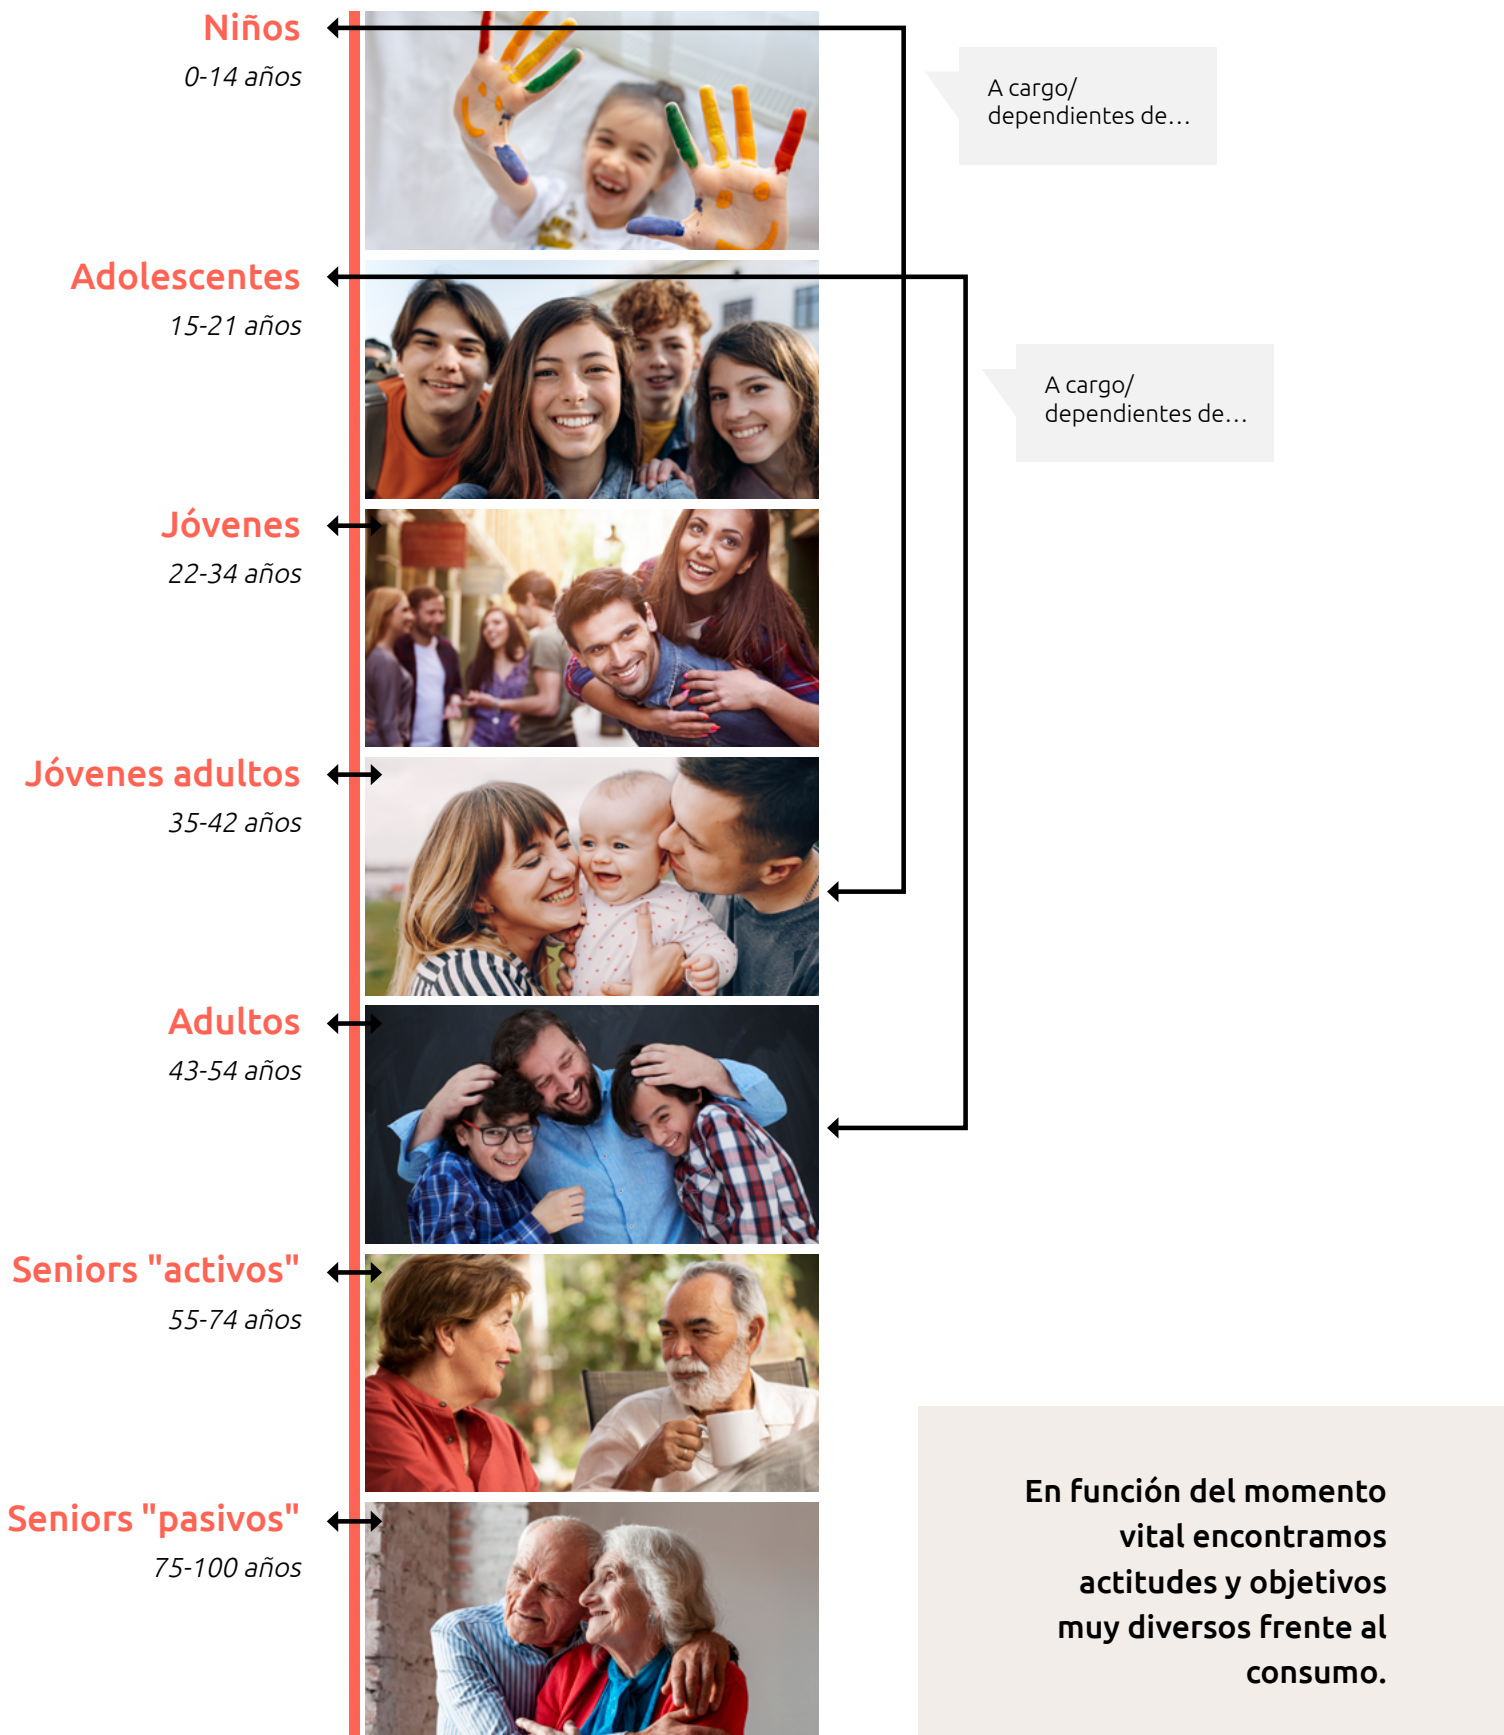 Niños
0-14 años
A cargo/
dependientes de…
Adolescentes
15-21 años
A cargo/
dependientes de…
Jóvenes
22-34 años
Jóvenes adultos
35-42 años
Adultos
43-54 años
Seniors "activos"
55-74 años
Seniors "pasivos"
75-100 años
En función del momento
vital encontramos
actitudes y objetivos
muy diversos frente al
consumo.